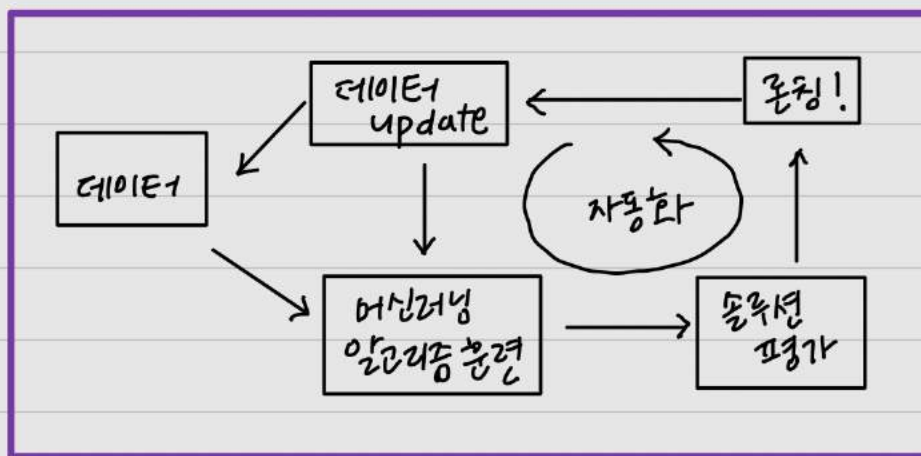 데이터
update
론칭!
데이터
자동화
머신러닝
알고리즘 훈련
솔루션
평가